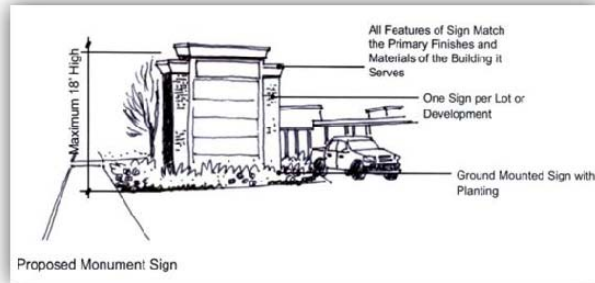 All Features of Sign Match
the Primary Finishes and
Materials of the Building it
Serves
Maximum 18' High
One Sign per Lot or
Development
Ground Mounted Sign with
Planting
Proposed Monument Sign